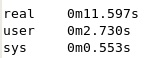 real    0m11.597s
user    0m2.730s
sys     0m0.553s